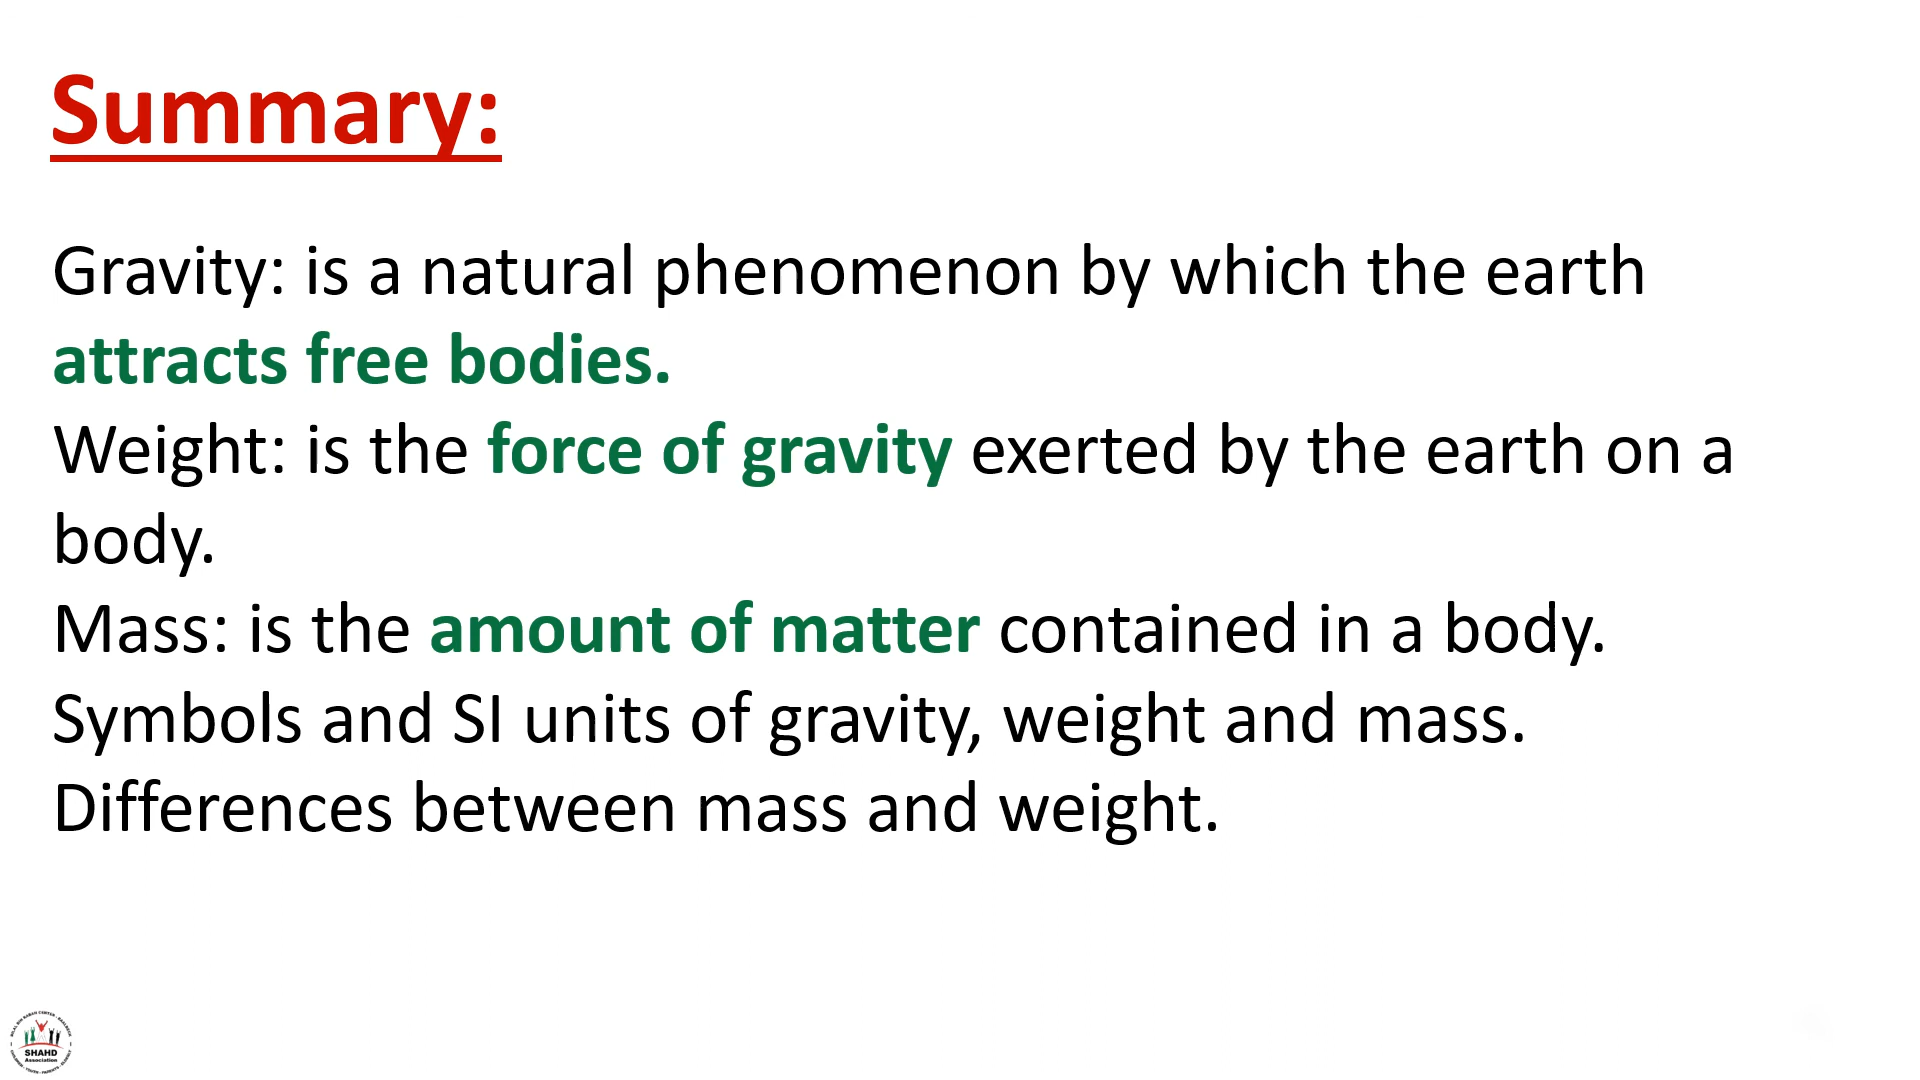 Summary:
Gravity: is a natural phenomenon by which the earth
attracts free bodies.
Weight: is the force of gravity exerted by the earth on a
body.
Mass: is the amount of matter contained in a body.
Symbols and SI units of gravity, weight and mass.
Differences between mass and weight.
SHAHD
Association